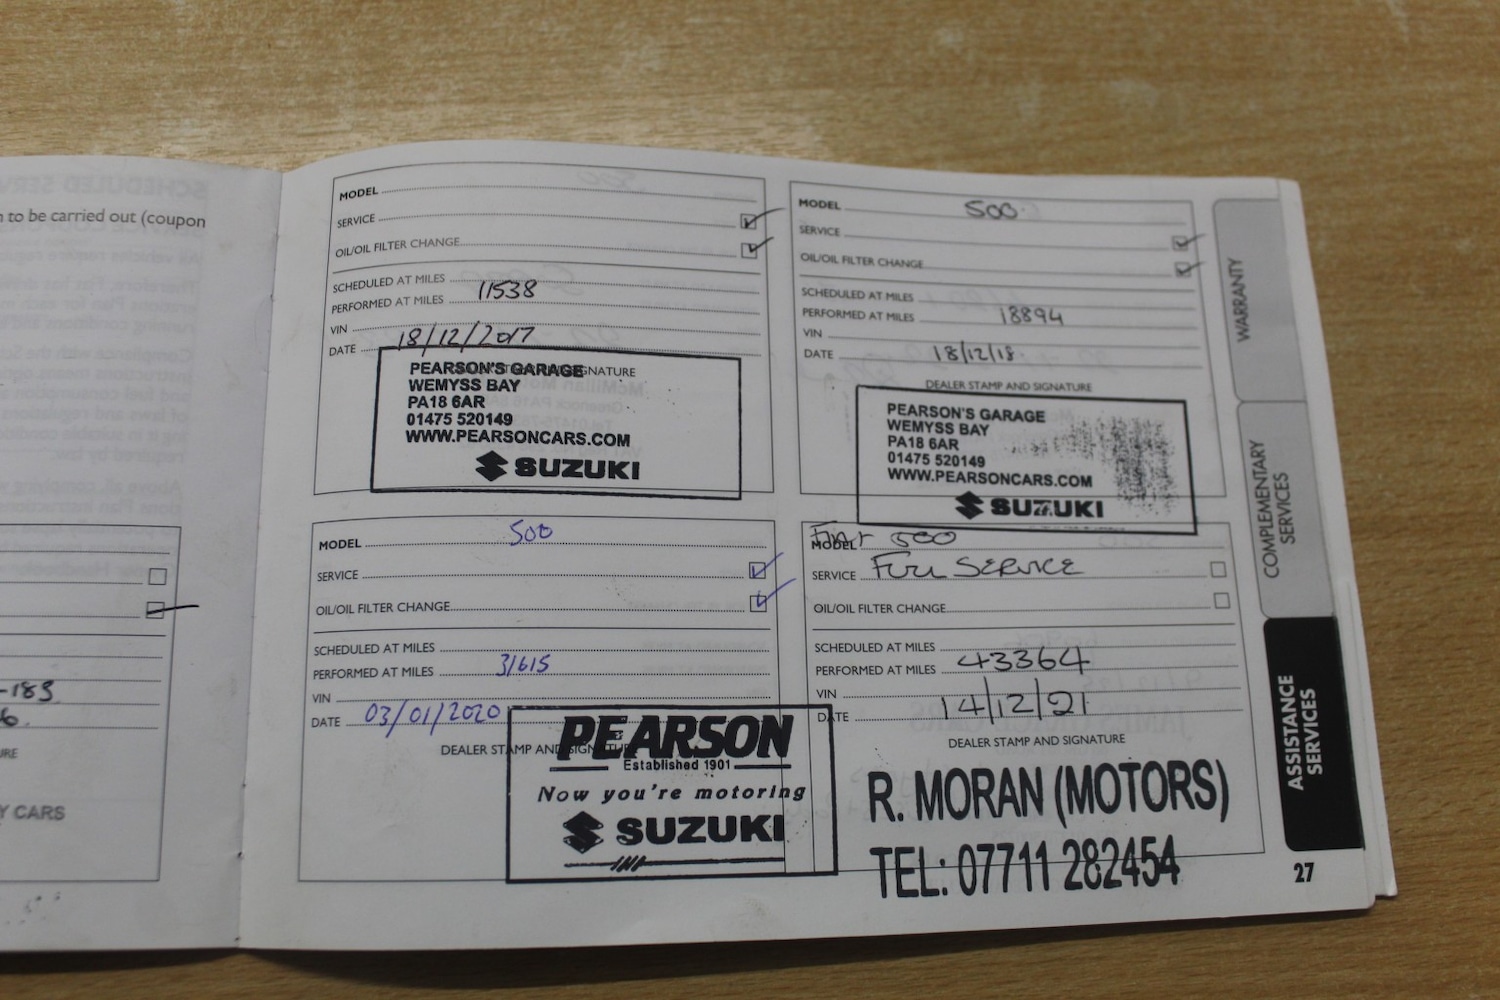 n to be carried out (coupon
-183
6.
URE
Y CARS
MODEL
SERVICE
OIL/OIL FILTER CHANGE
SCHEDULED AT MILES
PERFORMED AT MILES 11538
VIN
DATE 18/12/2017
DEALER STAMP AND SIGNATURE
PEARSON'S GARAGE
WEMYSS BAY
PA18 6AR
01475 520149
WWW.PEARSONCARS.COM
SUZUKI
MODEL 500
SERVICE
OIL/OIL FILTER CHANGE
SCHEDULED AT MILES
PERFORMED AT MILES 18894
VIN
DATE 18/12/18
DEALER STAMP AND SIGNATURE
PEARSON'S GARAGE
WEMYSS BAY
PA18 6AR
01475 520149
WWW.PEARSONCARS.COM
SUZUKI
MODEL 500
SERVICE
OIL/OIL FILTER CHANGE
SCHEDULED AT MILES
PERFORMED AT MILES 31615
VIN
DATE 03/01/2020
DEALER STAMP AND SIGNATURE
PEARSON
Established 1901
Now you're motoring
SUZUKI
MODEL Fiat 500
SERVICE Full SERVICE
OIL/OIL FILTER CHANGE
SCHEDULED AT MILES
PERFORMED AT MILES 43364
VIN
DATE 14/12/21
DEALER STAMP AND SIGNATURE
R. MORAN (MOTORS)
TEL: 07711 282454
WARRANTY
COMPLEMENTARY
SERVICES
ASSISTANCE
SERVICES
27